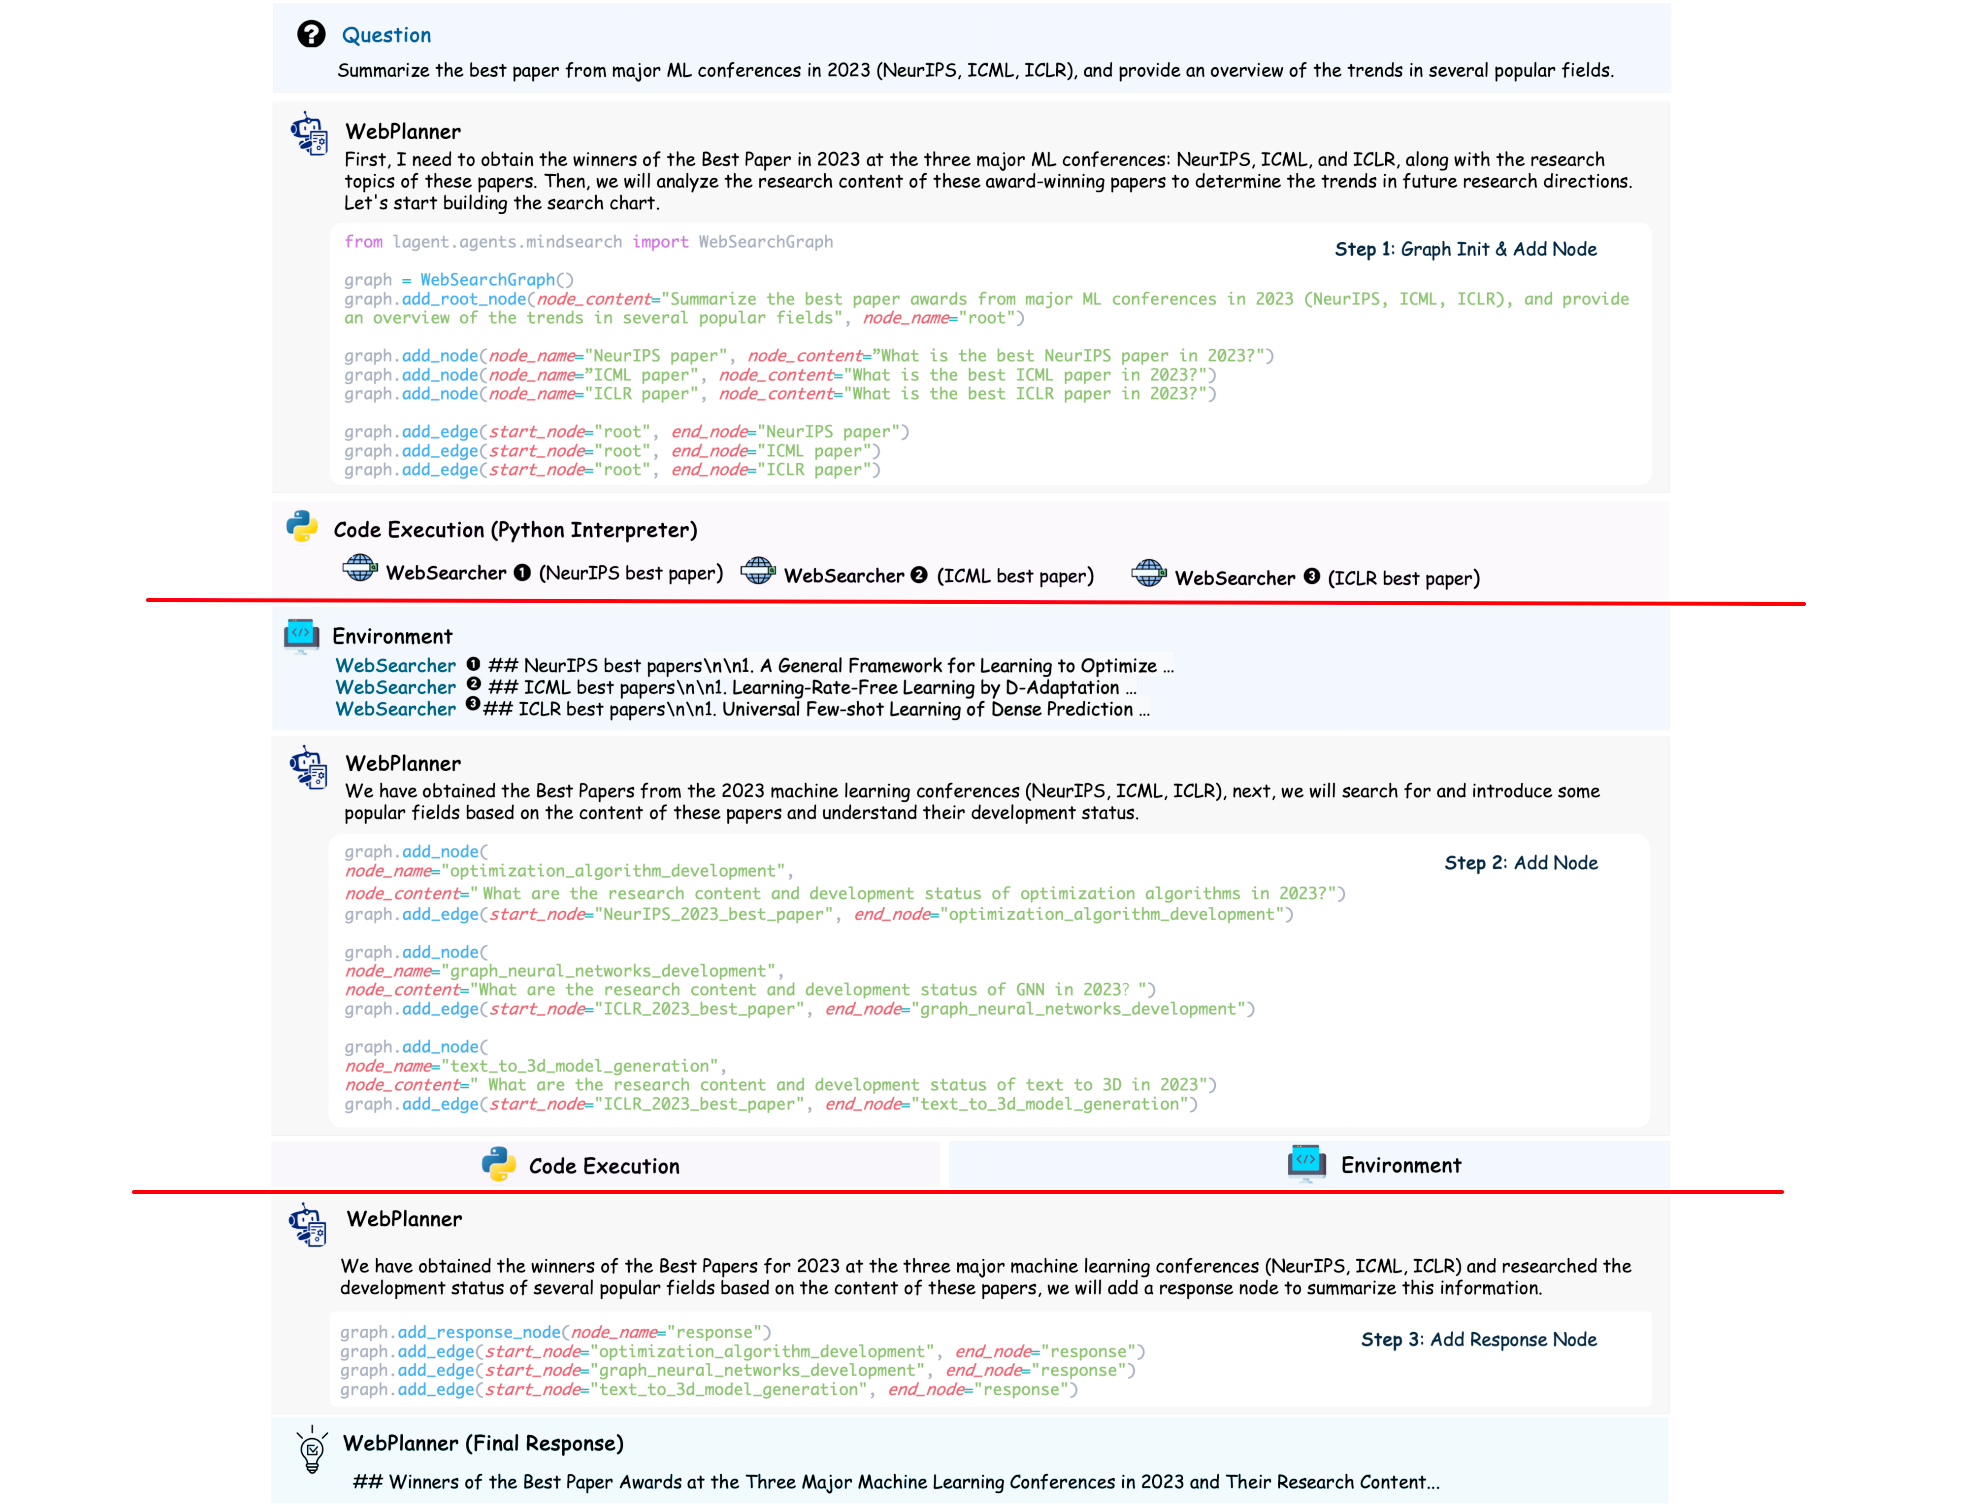 Question
Summarize the best paper from major ML conferences in 2023 (NeurIPS, ICML, ICLR), and provide an overview of the trends in several popular fields.
WebPlanner
First, I need to obtain the winners of the Best Paper in 2023 at the three major ML conferences: NeurIPS, ICML, and ICLR, along with the research
topics of these papers. Then, we will analyze the research content of these award-winning papers to determine the trends in future research directions.
Let's start building the search chart.
from lagent.agents.mindsearch import WebSearchGraph
Step 1: Graph Init & Add Node
graph = WebSearchGraph()
graph.add_root_node(node_content="Summarize the best paper awards from major ML conferences in 2023 (NeurIPS, ICML, ICLR), and provide
an overview of the trends in several popular fields", node_name="root")
graph.add_node(node_name="NeurIPS paper", node_content=”What is the best NeurIPS paper in 2023?")
graph.add_node(node_name=”ICML paper", node_content="What is the best ICML paper in 2023?")
graph.add_node(node_name="ICLR paper", node_content="What is the best ICLR paper in 2023?")
graph.add_edge(start_node="root", end_node="NeurIPS paper")
graph.add_edge(start_node="root", end_node="ICML paper")
graph.add_edge(start_node="root", end_node="ICLR paper")
Code Execution (Python Interpreter)
WebSearcher ❶ (NeurIPS best paper) WebSearcher ❷ (ICML best paper) WebSearcher ❸ (ICLR best paper)
Environment
WebSearcher ❶ ## NeurIPS best papers\n\n1. A General Framework for Learning to Optimize ...
WebSearcher ❷ ## ICML best papers\n\n1. Learning-Rate-Free Learning by D-Adaptation ...
WebSearcher ❸ ## ICLR best papers\n\n1. Universal Few-shot Learning of Dense Prediction ...
WebPlanner
We have obtained the Best Papers from the 2023 machine learning conferences (NeurIPS, ICML, ICLR), next, we will search for and introduce some
popular fields based on the content of these papers and understand their development status.
graph.add_node(
Step 2: Add Node
node_name="optimization_algorithm_development",
node_content=" What are the research content and development status of optimization algorithms in 2023?")
graph.add_edge(start_node="NeurIPS_2023_best_paper", end_node="optimization_algorithm_development")
graph.add_node(
node_name="graph_neural_networks_development",
node_content="What are the research content and development status of GNN in 2023? ")
graph.add_edge(start_node="ICLR_2023_best_paper", end_node="graph_neural_networks_development")
graph.add_node(
node_name="text_to_3d_model_generation",
node_content=" What are the research content and development status of text to 3D in 2023")
graph.add_edge(start_node="ICLR_2023_best_paper", end_node="text_to_3d_model_generation")
Code Execution
Environment
WebPlanner
We have obtained the winners of the Best Papers for 2023 at the three major machine learning conferences (NeurIPS, ICML, ICLR) and researched the
development status of several popular fields based on the content of these papers, we will add a response node to summarize this information.
graph.add_response_node(node_name="response")
Step 3: Add Response Node
graph.add_edge(start_node="optimization_algorithm_development", end_node="response")
graph.add_edge(start_node="graph_neural_networks_development", end_node="response")
graph.add_edge(start_node="text_to_3d_model_generation", end_node="response")
WebPlanner (Final Response)
## Winners of the Best Paper Awards at the Three Major Machine Learning Conferences in 2023 and Their Research Content...